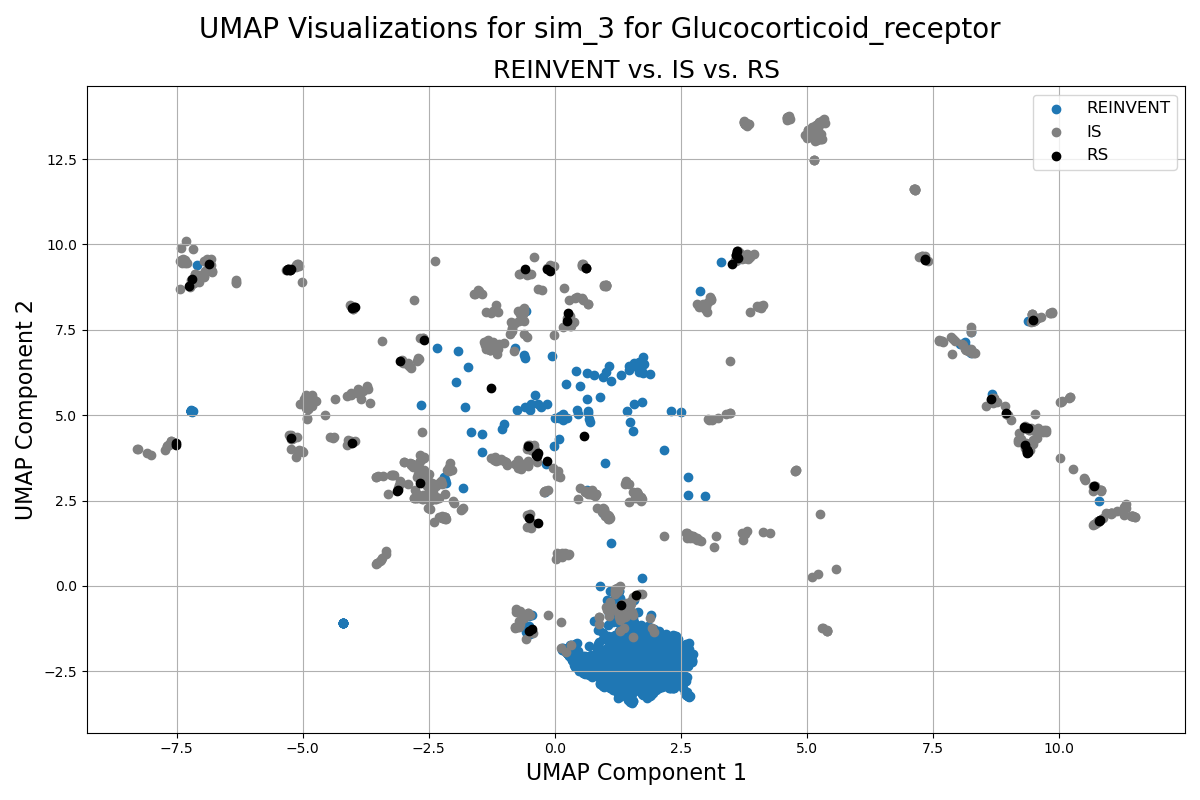 UMAP Visualizations for sim_3 for Glucocorticoid_receptor
REINVENT vs. IS vs. RS
REINVENT
IS
RS
12.5
10.0
7.5
5.0
2.5
0.0
−2.5
UMAP Component 2
−7.5
−5.0
−2.5
0.0
2.5
5.0
7.5
10.0
UMAP Component 1